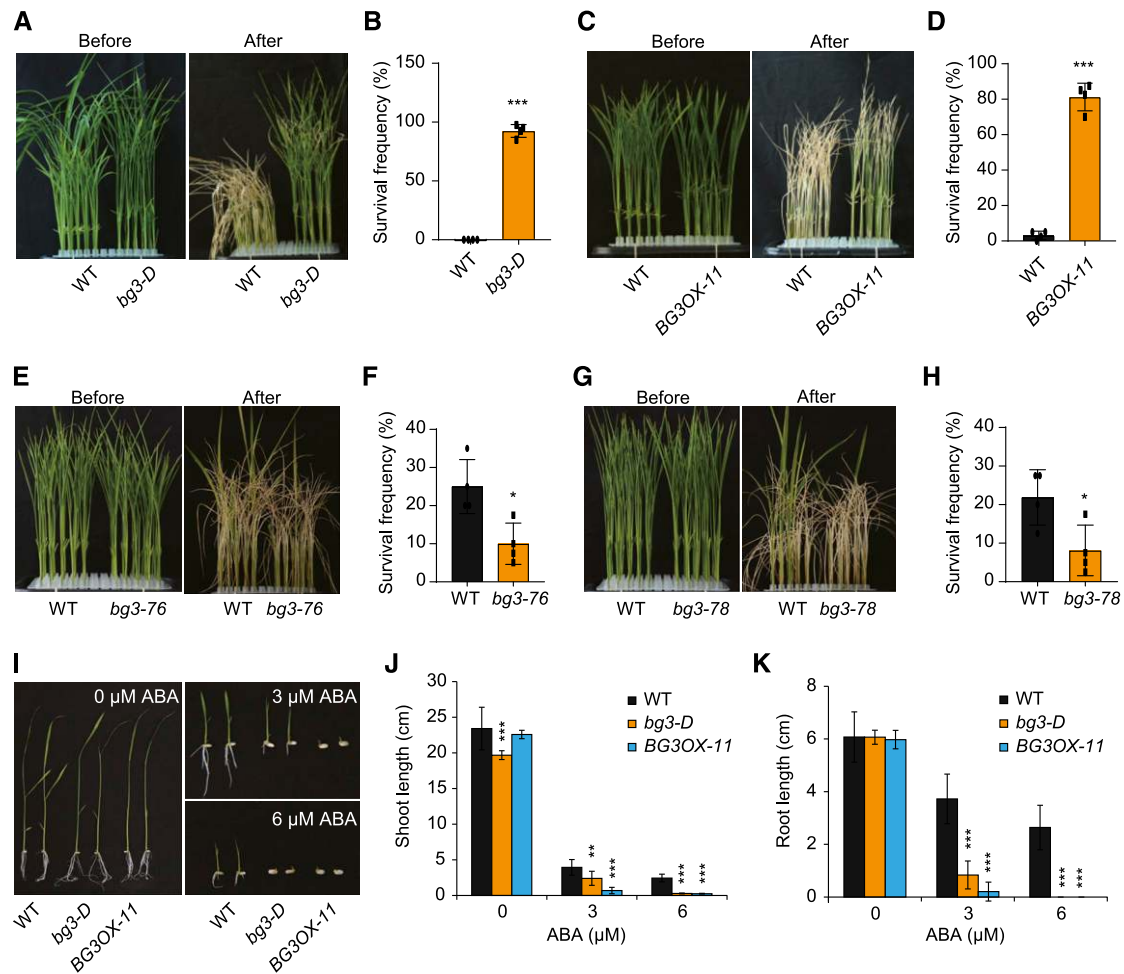 A
Before
After
WT
bg3-D
WT
bg3-D
B
Survival frequency (%)
150
100
50
0
***
WT
bg3-D
C
Before
After
WT
BG3OX-11
WT
BG3OX-11
D
Survival frequency (%)
100
80
60
40
20
0
***
WT
BG3OX-11
E
Before
After
WT
bg3-76
WT
bg3-76
F
Survival frequency (%)
40
30
20
10
0
*
WT
bg3-76
G
Before
After
WT
bg3-78
WT
bg3-78
H
Survival frequency (%)
40
30
20
10
0
*
WT
bg3-78
I
0 µM ABA
3 µM ABA
6 µM ABA
WT
bg3-D
BG3OX-11
WT
bg3-D
BG3OX-11
J
Shoot length (cm)
30
25
20
15
10
5
0
WT
bg3-D
BG3OX-11
***
**
***
***
***
0
3
6
ABA (µM)
K
Root length (cm)
8
6
4
2
0
WT
bg3-D
BG3OX-11
***
***
***
***
0
3
6
ABA (µM)